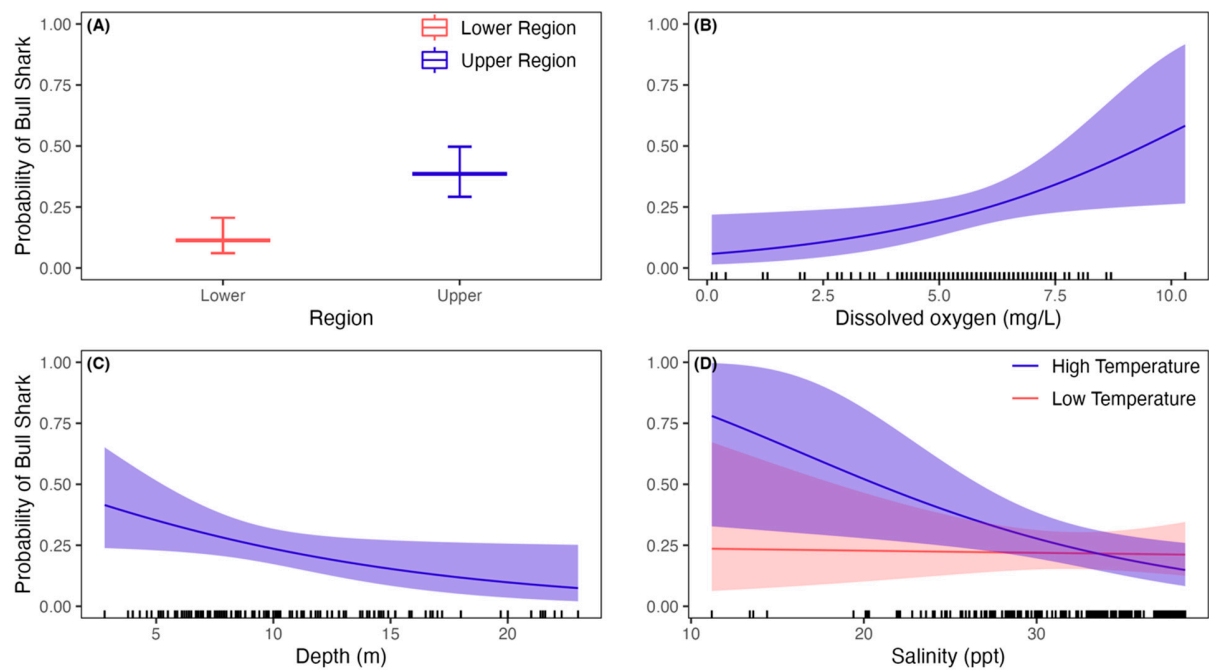 (A)
Lower Region
Upper Region
Probability of Bull Shark
1.00
0.75
0.50
0.25
0.00
Lower
Upper
Region
(B)
1.00
0.75
0.50
0.25
0.00
0.0
2.5
5.0
7.5
10.0
Dissolved oxygen (mg/L)
(C)
Probability of Bull Shark
1.00
0.75
0.50
0.25
0.00
5
10
15
20
Depth (m)
(D)
High Temperature
Low Temperature
1.00
0.75
0.50
0.25
0.00
10
20
30
Salinity (ppt)